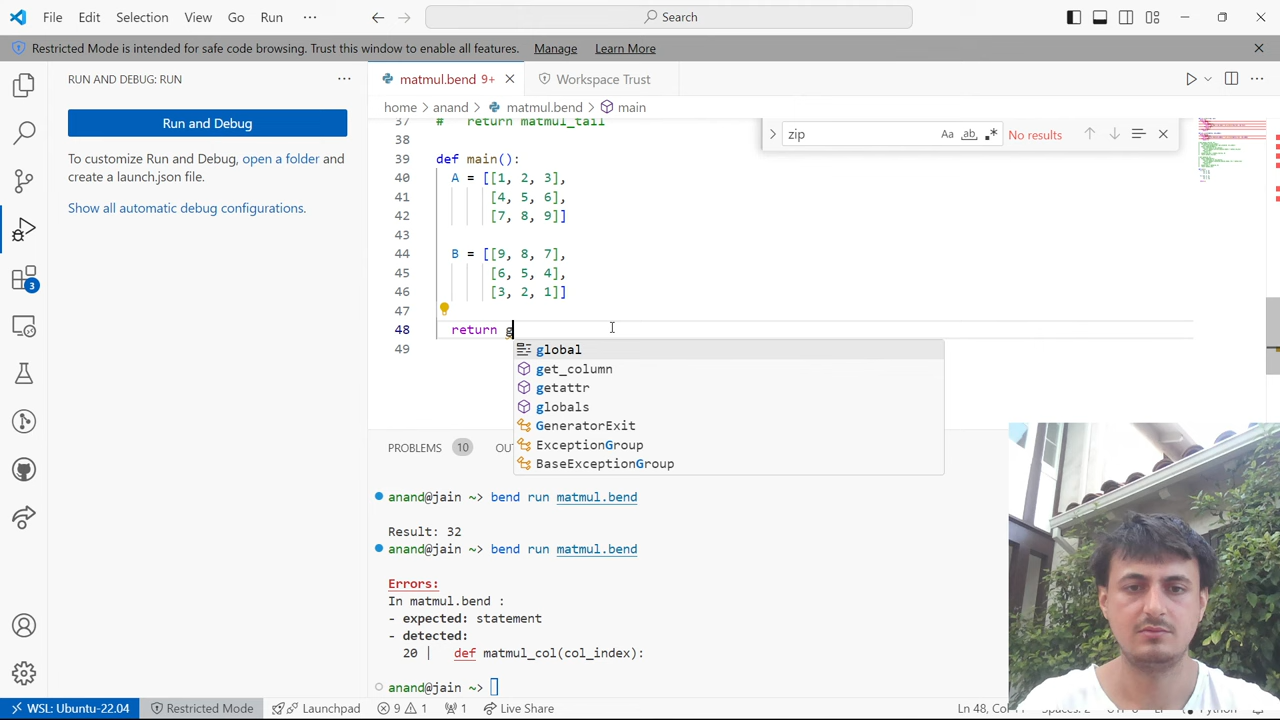 File Edit Selection View Go Run ··· Search
Restricted Mode is intended for safe code browsing. Trust this window to enable all features. Manage Learn More
RUN AND DEBUG: RUN ···
matmul.bend 9+
Workspace Trust
Run and Debug
To customize Run and Debug, open a folder and
create a launch.json file.
Show all automatic debug configurations.
3
home > anand > matmul.bend > main
zip Aa ab .* No results
37 # return matmul_tail
38
39 def main():
40 A = [[1, 2, 3],
41 [4, 5, 6],
42 [7, 8, 9]]
43
44 B = [[9, 8, 7],
45 [6, 5, 4],
46 [3, 2, 1]]
47
48 return g
49
global
get_column
getattr
globals
GeneratorExit
ExceptionGroup
BaseExceptionGroup
PROBLEMS 10 OU
anand@jain ~> bend run matmul.bend
Result: 32
anand@jain ~> bend run matmul.bend
Errors:
In matmul.bend :
- expected: statement
- detected:
20 | def matmul_col(col_index):
anand@jain ~>
WSL: Ubuntu-22.04 Restricted Mode Launchpad 9 1 1 Live Share